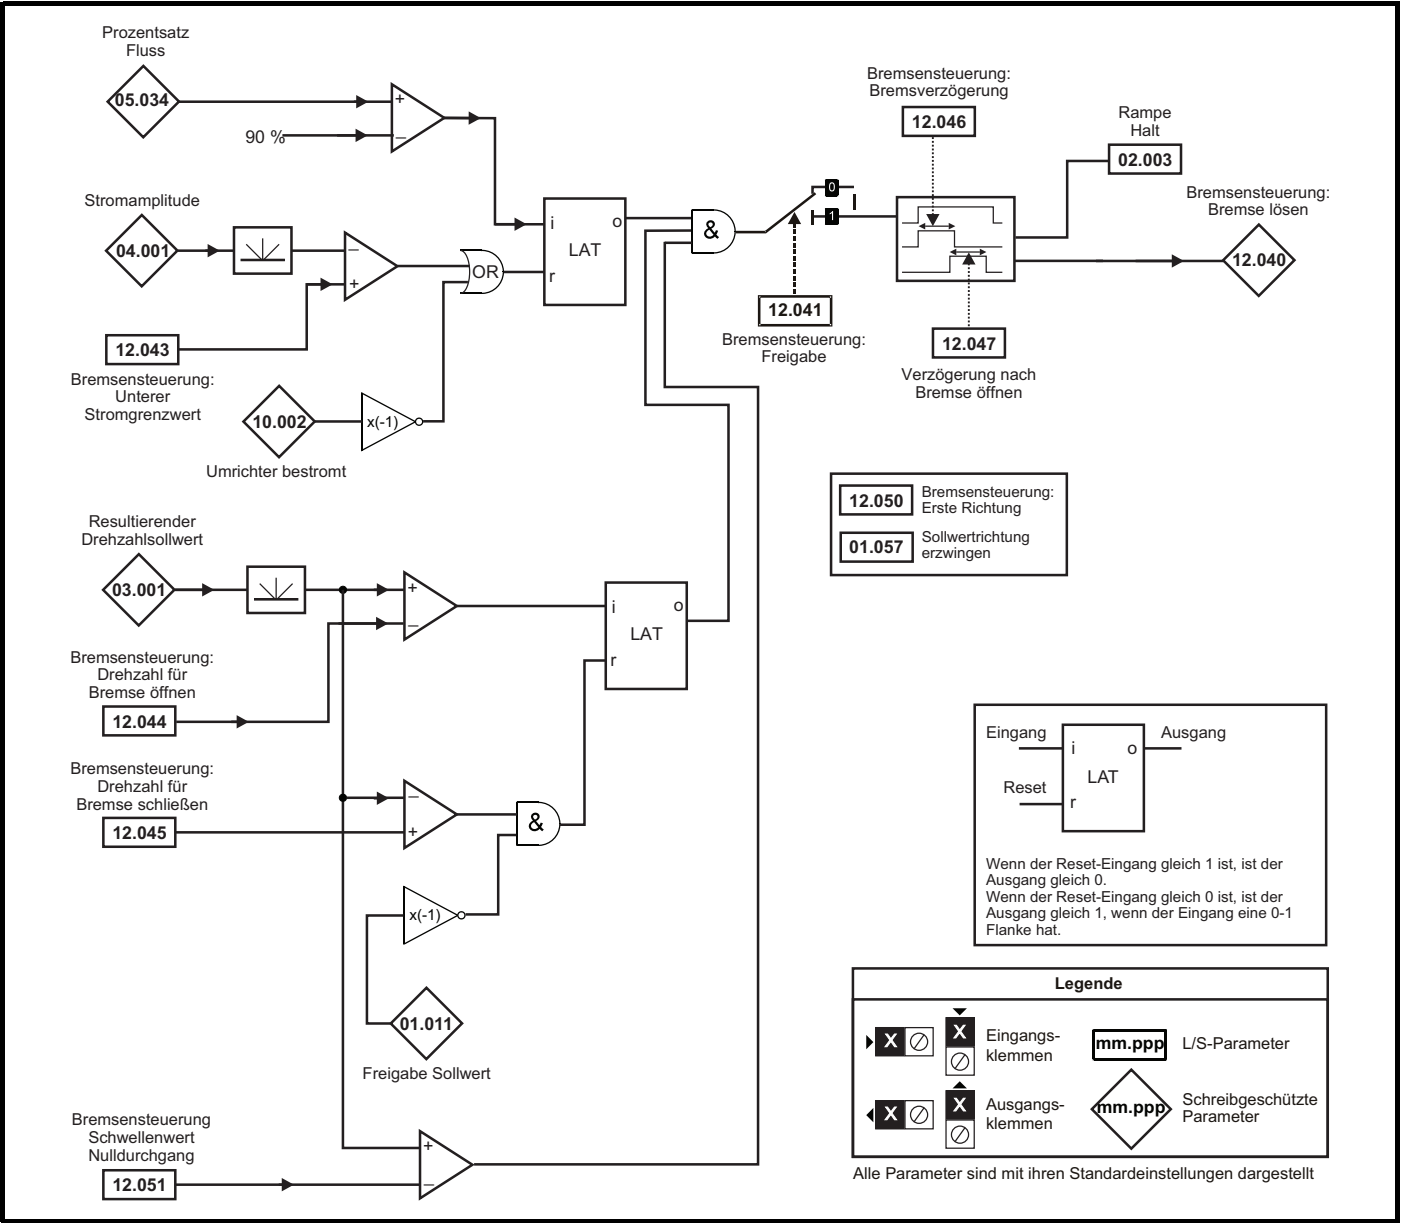 Prozentsatz
Fluss
05.034
+
90 %
–
Stromamplitude
04.001
–
+
OR
12.043
Bremsensteuerung:
Unterer
Stromgrenzwert
10.002
x(-1)
Umrichter bestromt
i
o
LAT
r
&
0
1
12.041
Bremsensteuerung:
Freigabe
Bremsensteuerung:
Bremsverzögerung
12.046
Rampe
Halt
02.003
Bremsensteuerung:
Bremse lösen
12.040
12.047
Verzögerung nach
Bremse öffnen
12.050
Bremsensteuerung:
Erste Richtung
01.057
Sollwertrichtung
erzwingen
Resultierender
Drehzahlsollwert
03.001
+
–
i
o
LAT
r
Bremsensteuerung:
Drehzahl für
Bremse öffnen
12.044
Bremsensteuerung:
Drehzahl für
Bremse schließen
12.045
–
+
&
x(-1)
01.011
Freigabe Sollwert
Bremsensteuerung
Schwellenwert
Nulldurchgang
12.051
+
–
Eingang
i
o
Ausgang
LAT
Reset
r
Wenn der Reset-Eingang gleich 1 ist, ist der
Ausgang gleich 0.
Wenn der Reset-Eingang gleich 0 ist, ist der
Ausgang gleich 1, wenn der Eingang eine 0-1
Flanke hat.
Legende
X
X
Eingangs-
klemmen
mm.ppp
L/S-Parameter
X
X
Ausgangs-
klemmen
mm.ppp
Schreibgeschützte
Parameter
Alle Parameter sind mit ihren Standardeinstellungen dargestellt